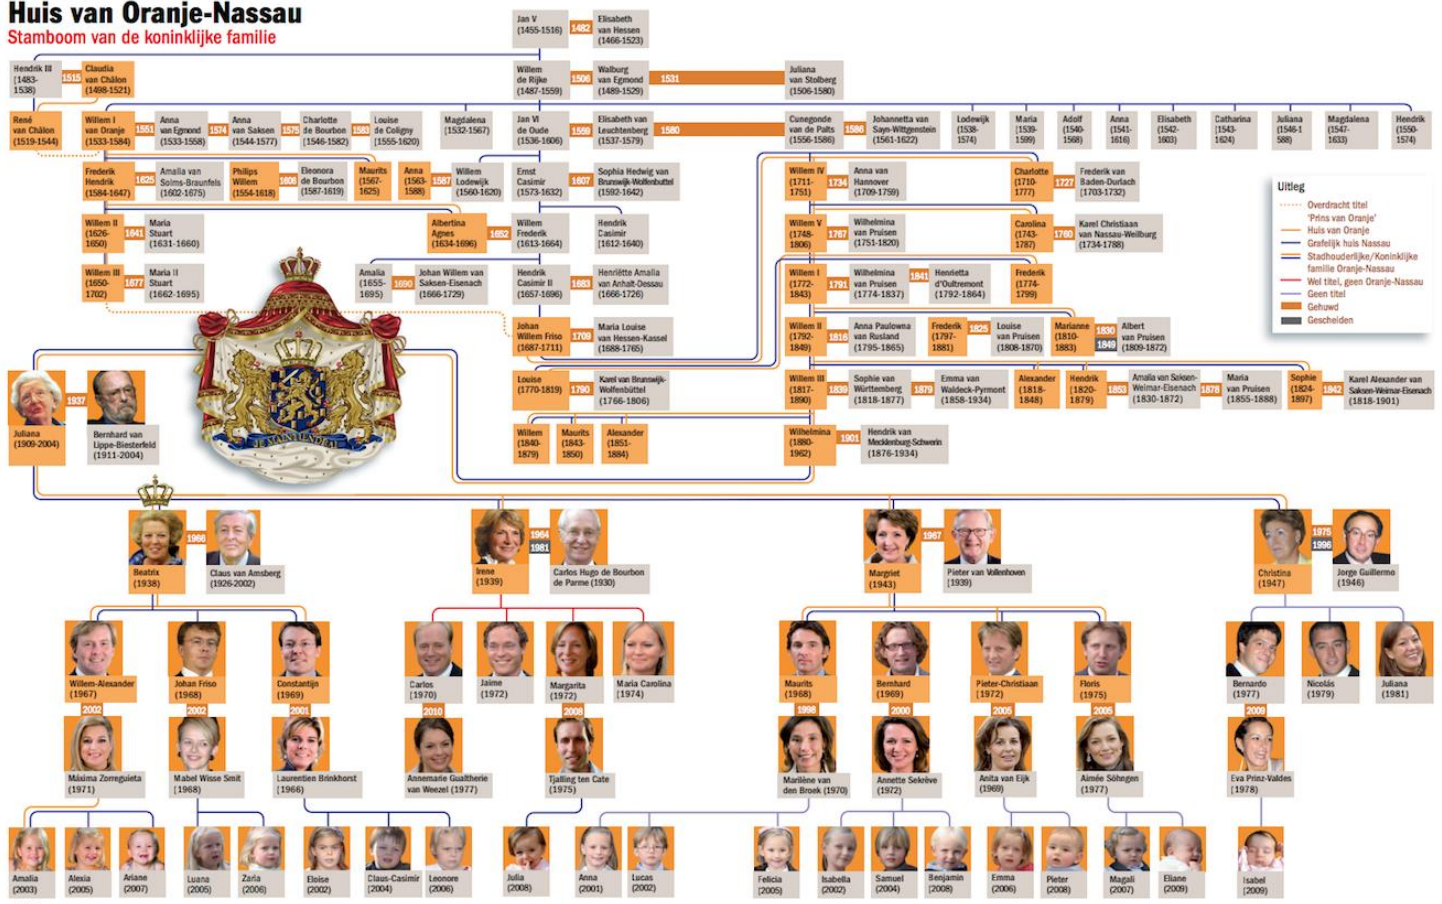 Huis van Oranje-Nassau
Stamboom van de koninklijke familie
Jan V
(1455-1516)
1482
Elisabeth
van Hessen
(1466-1523)
Hendrik III
(1483-
1538)
1515
Claudia
van Châlon
(1498-1521)
Willem
de Rijke
(1487-1559)
1506
Walburg
van Egmond
(1489-1529)
1531
Juliana
van Stolberg
(1506-1580)
René
van Châlon
(1519-1544)
Willem I
van Oranje
(1533-1584)
1551
Anna
van Egmond
(1533-1558)
1574
Anna
van Saksen
(1544-1577)
1575
Charlotte
de Bourbon
(1546-1582)
1583
Louise
de Coligny
(1555-1620)
Magdalena
(1532-1567)
Jan VI
de Oude
(1536-1606)
1559
Elisabeth van
Leuchtenberg
(1537-1579)
1580
Cunegonde
van de Palts
(1556-1586)
1586
Johannetta van
Sayn-Wittgenstein
(1561-1622)
Lodewijk
(1538-
1574)
Maria
(1539-
1599)
Adolf
(1540-
1568)
Anna
(1541-
1616)
Elisabeth
(1542-
1603)
Catharina
(1543-
1624)
Juliana
(1546-1
588)
Magdalena
(1547-
1633)
Hendrik
(1550-
1574)
Frederik
Hendrik
(1584-1647)
1625
Amalia van
Solms-Braunfels
(1602-1675)
Philips
Willem
(1554-1618)
1606
Eleonora
de Bourbon
(1587-1619)
Maurits
(1567-
1625)
Anna
(1563-
1588)
1587
Willem
Lodewijk
(1560-1620)
Ernst
Casimir
(1573-1632)
1607
Sophia Hedwig van
Brunswijk-Wolfenbuttel
(1592-1642)
Willem IV
(1711-
1751)
1734
Anna van
Hannover
(1709-1759)
Charlotte
(1710-
1777)
1727
Frederik van
Baden-Durlach
(1703-1732)
Willem II
(1626-
1650)
1641
Maria
Stuart
(1631-1660)
Albertina
Agnes
(1634-1696)
1652
Willem
Frederik
(1613-1664)
Hendrik
Casimir
(1612-1640)
Willem V
(1748-
1806)
1767
Wilhelmina
van Pruisen
(1751-1820)
Carolina
(1743-
1787)
1760
Karel Christiaan
van Nassau-Weilburg
(1734-1788)
Willem III
(1650-
1702)
1677
Maria II
Stuart
(1662-1695)
Amalia
(1655-
1695)
1690
Johan Willem van
Saksen-Eisenach
(1666-1729)
Hendrik
Casimir II
(1657-1696)
1683
Henriëtte Amalia
van Anhalt-Dessau
(1666-1726)
Willem I
(1772-
1843)
1791
Wilhelmina
van Pruisen
(1774-1837)
1841
Henrietta
d'Oultremont
(1792-1864)
Frederik
(1774-
1799)
Johan
Willem Friso
(1687-1711)
1709
Maria Louise
van Hessen-Kassel
(1688-1765)
Willem II
(1792-
1849)
1816
Anna Paulowna
van Rusland
(1795-1865)
Frederik
(1797-
1881)
1825
Louise
van Pruisen
(1808-1870)
Marianne
(1810-
1883)
1830
1849
Albert
van Pruisen
(1809-1872)
Louise
(1770-1819)
1790
Karel van Brunswijk-
Wolfenbüttel
(1766-1806)
Willem III
(1817-
1890)
1839
Sophie van
Württemberg
(1818-1877)
1879
Emma van
Waldeck-Pyrmont
(1858-1934)
Alexander
(1818-
1848)
Hendrik
(1820-
1879)
1853
Amalia van Saksen-
Weimar-Eisenach
(1830-1872)
1878
Maria
van Pruisen
(1855-1888)
Sophie
(1824-
1897)
1842
Karel Alexander van
Saksen-Weimar-Eisenach
(1818-1901)
Willem
(1840-
1879)
Maurits
(1843-
1850)
Alexander
(1851-
1884)
Wilhelmina
(1880-
1962)
1901
Hendrik van
Mecklenburg-Schwerin
(1876-1934)
Uitleg
Overdracht titel
'Prins van Oranje'
Huis van Oranje
Grafelijk huis Nassau
Stadhouderlijke/Koninklijke
familie Oranje-Nassau
Wel titel, geen Oranje-Nassau
Geen titel
Gehuwd
Gescheiden
JE MAINTIENDRAI
Juliana
(1909-2004)
1937
Bernhard van
Lippe-Biesterfeld
(1911-2004)
Beatrix
(1938)
1966
Claus van Amsberg
(1926-2002)
Irene
(1939)
1964
1981
Carlos Hugo de Bourbon
de Parme (1930)
Margriet
(1943)
1967
Pieter van Vollenhoven
(1939)
Christina
(1947)
1975
1996
Jorge Guillermo
(1946)
Willem-Alexander
(1967)
Johan Friso
(1968)
Constantijn
(1969)
Carlos
(1970)
Jaime
(1972)
Margarita
(1972)
Maria Carolina
(1974)
Maurits
(1968)
Bernhard
(1969)
Pieter-Christiaan
(1972)
Floris
(1975)
Bernardo
(1977)
Nicolás
(1979)
Juliana
(1981)
2002
2002
2001
2010
2008
1998
2000
2005
2005
2009
Máxima Zorreguieta
(1971)
Mabel Wisse Smit
(1968)
Laurentien Brinkhorst
(1966)
Annemarie Gualthérie
van Weezel (1977)
Tjalling ten Cate
(1975)
Marilène van
den Broek (1970)
Annette Sekrève
(1972)
Anita van Eijk
(1969)
Aimée Söhngen
(1977)
Eva Prinz-Valdes
(1978)
Amalia
(2003)
Alexia
(2005)
Ariane
(2007)
Luana
(2005)
Zaria
(2006)
Eloise
(2002)
Claus-Casimir
(2004)
Leonore
(2006)
Julia
(2008)
Anna
(2001)
Lucas
(2002)
Felicia
(2005)
Isabella
(2002)
Samuel
(2004)
Benjamin
(2008)
Emma
(2006)
Pieter
(2008)
Magali
(2007)
Eliane
(2009)
Isabel
(2009)